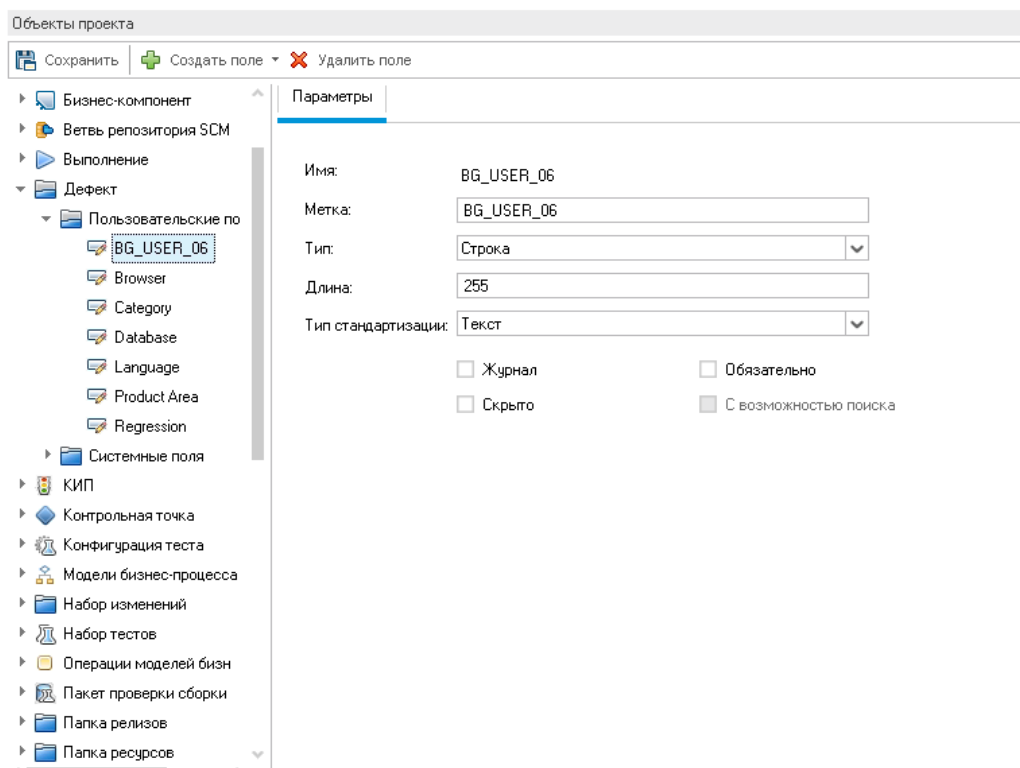 Объекты проекта
Сохранить Создать поле Удалить поле
Бизнес-компонент
Ветвь репозитория SCM
Выполнение
Дефект
Пользовательские по
BG_USER_06
Browser
Category
Database
Language
Product Area
Regression
Системные поля
КИП
Контрольная точка
Конфигурация теста
Модели бизнес-процесса
Набор изменений
Набор тестов
Операции моделей бизн
Пакет проверки сборки
Папка релизов
Папка ресурсов
Параметры
Имя: BG_USER_06
Метка: BG_USER_06
Тип: Строка
Длина: 255
Тип стандартизации: Текст
Журнал Обязательно
Скрыто С возможностью поиска